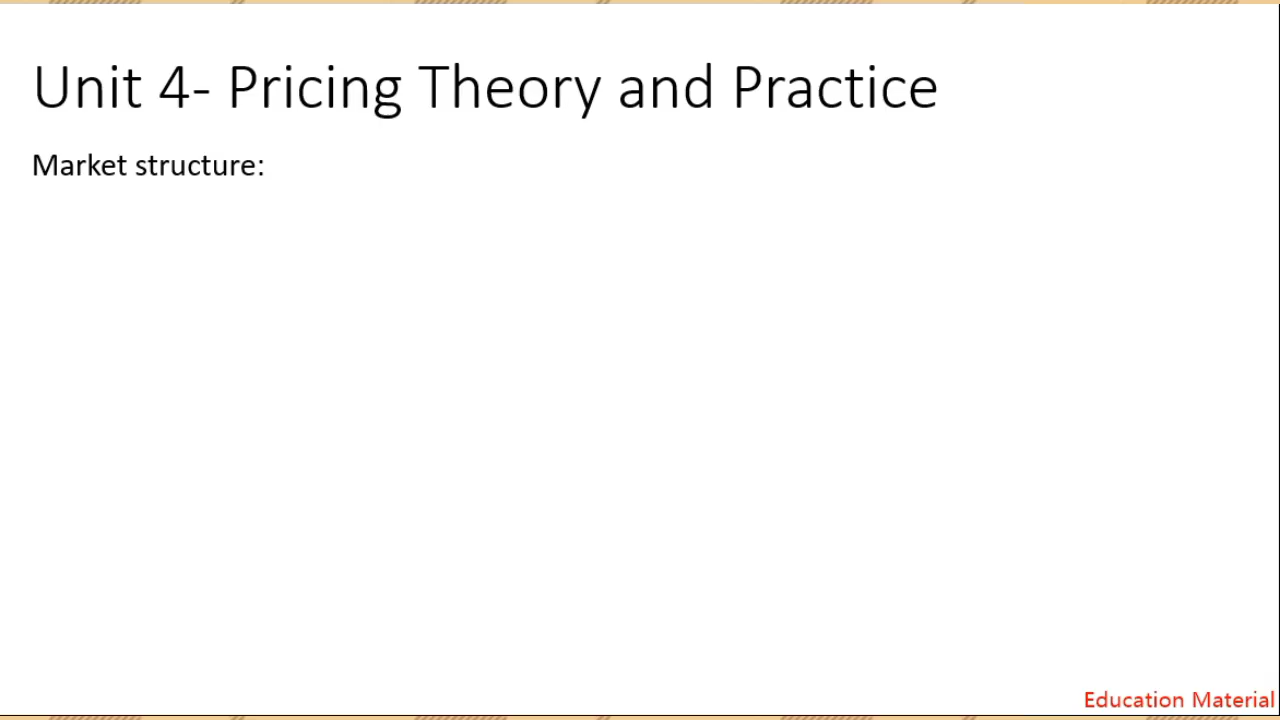 Unit 4- Pricing Theory and Practice
Market structure:
Education Material